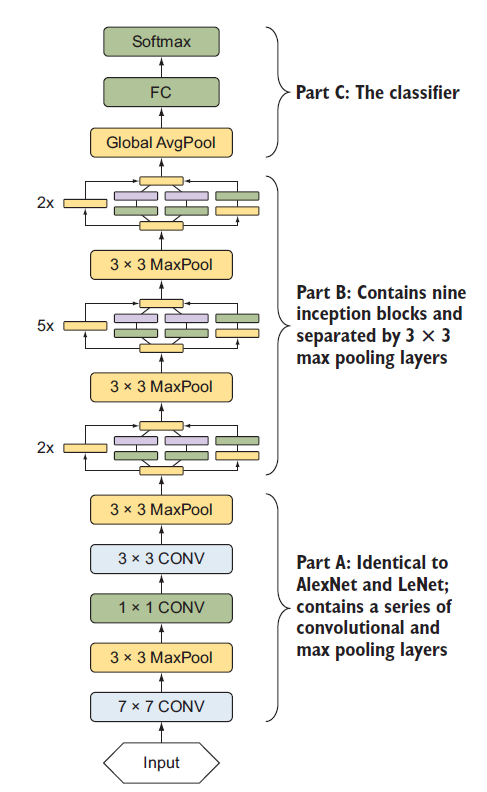 Softmax
FC
Global AvgPool
Part C: The classifier
2x
3 × 3 MaxPool
5x
3 × 3 MaxPool
2x
Part B: Contains nine
inception blocks and
separated by 3 × 3
max pooling layers
3 × 3 MaxPool
3 × 3 CONV
1 × 1 CONV
3 × 3 MaxPool
7 × 7 CONV
Part A: Identical to
AlexNet and LeNet;
contains a series of
convolutional and
max pooling layers
Input